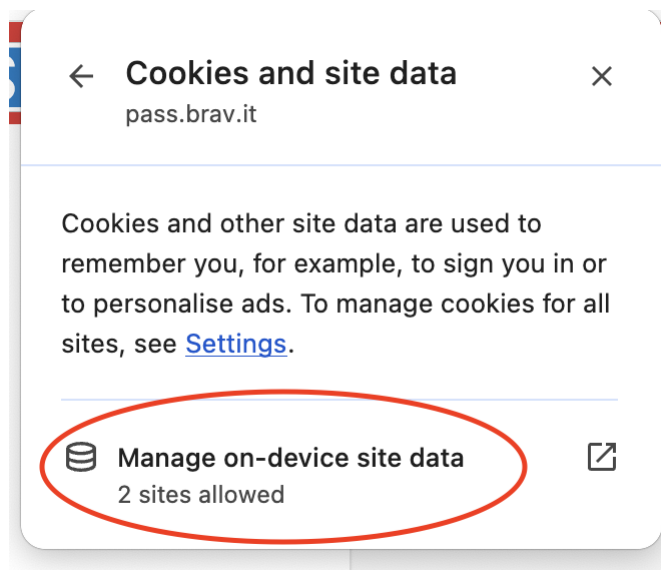 Cookies and site data
pass.brav.it
Cookies and other site data are used to
remember you, for example, to sign you in or
to personalise ads. To manage cookies for all
sites, see Settings.
Manage on-device site data
2 sites allowed